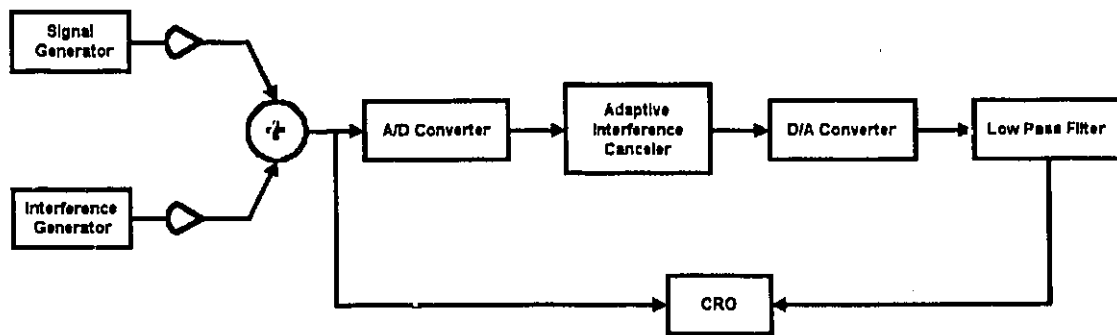 Signal
Generator
+
A/D Converter
Adaptive
Interference
Canceler
D/A Converter
Low Pass Filter
Interference
Generator
CRO